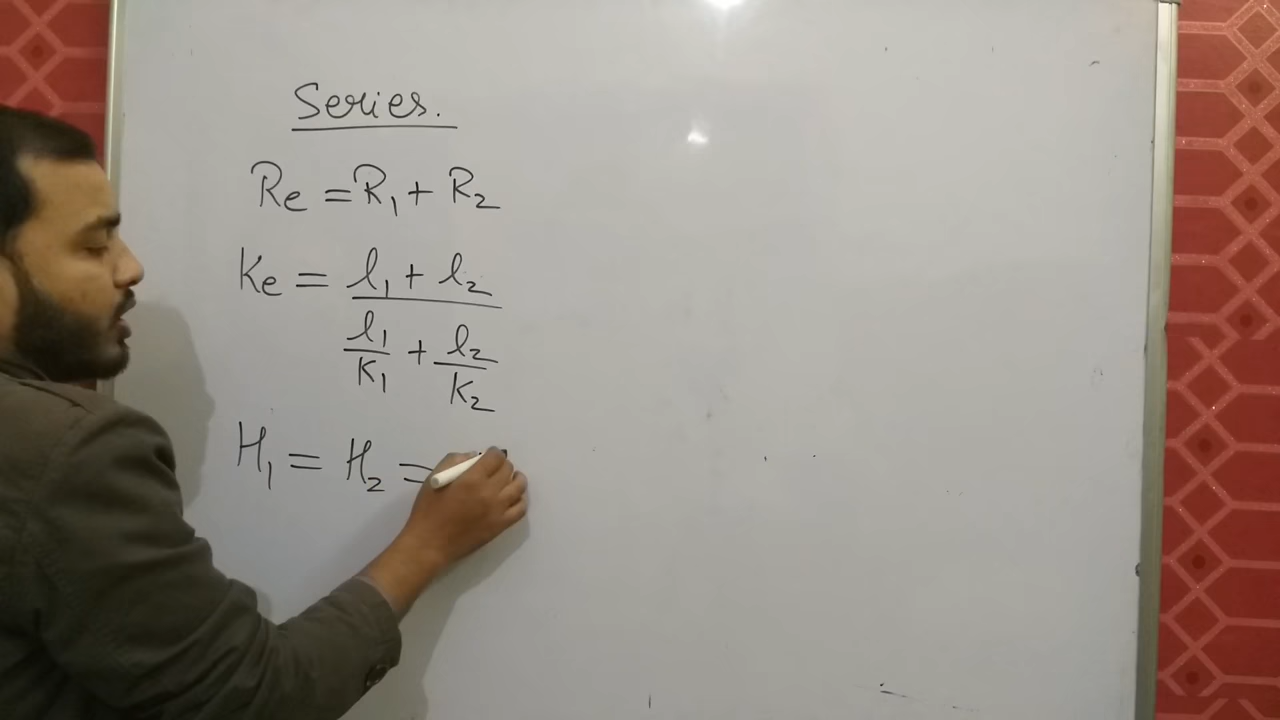 Series.
Re = R1 + R2
Ke = l1 + l2
l1/K1 + l2/K2
H1 = H2 =